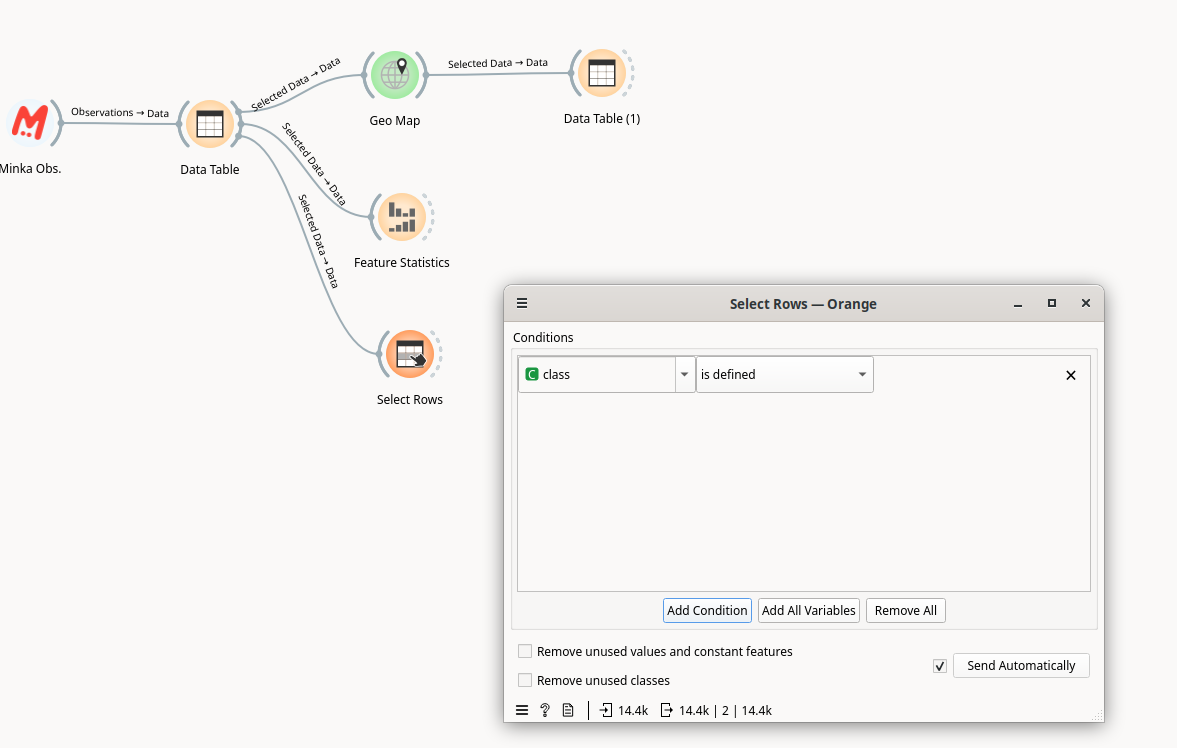 Observations → Data
Minka Obs.
Data Table
Selected Data → Data
Selected Data → Data
Selected Data → Data
Geo Map
Selected Data → Data
Data Table (1)
Feature Statistics
Select Rows
Select Rows — Orange
Conditions
C class
is defined
Add Condition
Add All Variables
Remove All
Remove unused values and constant features
Remove unused classes
Send Automatically
14.4k
14.4k | 2 | 14.4k